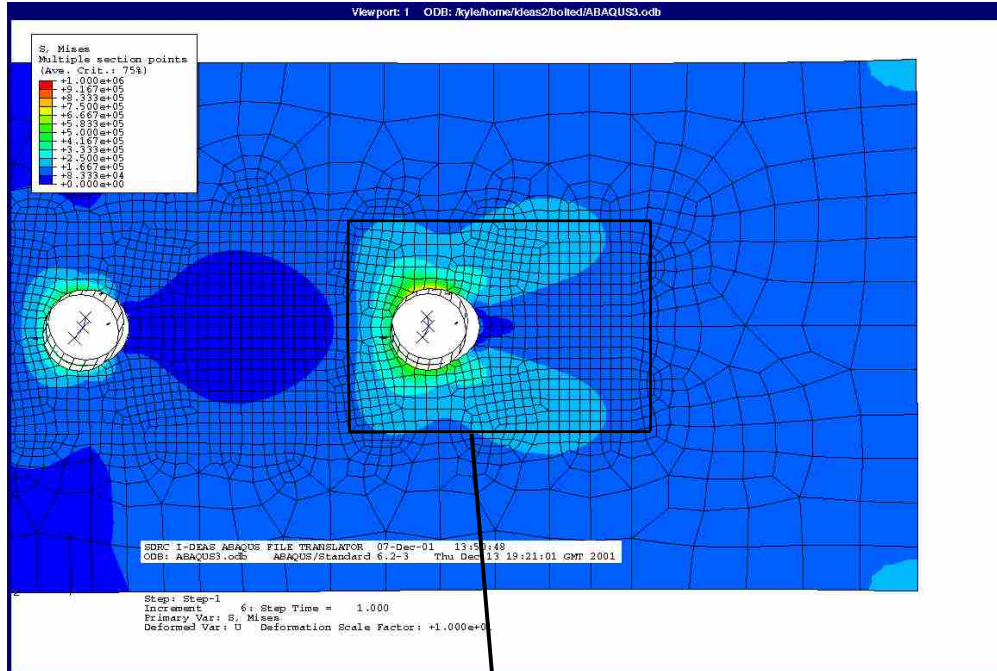 Viewport: 1 ODB: /kyle/home/ideas2/bolted/ABAQUS3.odb
S, Mises
Multiple section points
(Ave. Crit.: 75%)
+1.000e+06
+9.167e+05
+8.333e+05
+7.500e+05
+6.667e+05
+5.833e+05
+5.000e+05
+4.167e+05
+3.333e+05
+2.500e+05
+1.667e+05
+8.333e+04
+0.000e+00
SDRC I-DEAS ABAQUS FILE TRANSLATOR 07-Dec-01 13:50:48
ODB: ABAQUS3.odb ABAQUS/Standard 6.2-3 Thu Dec 13 19:21:01 GMT 2001
2 1
Step: Step-1
Increment 6: Step Time = 1.000
Primary Var: S, Mises
Deformed Var: U Deformation Scale Factor: